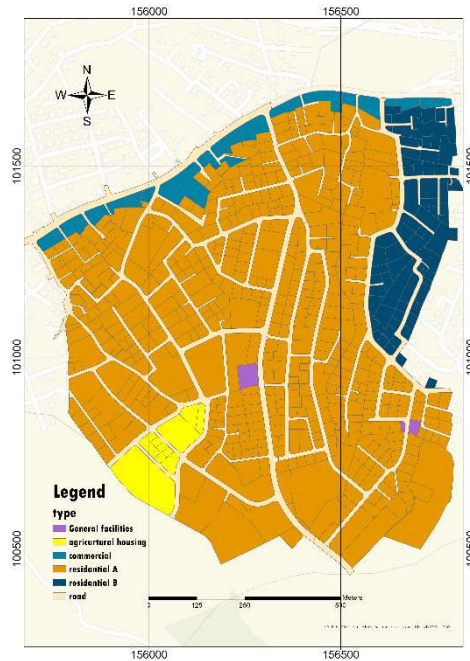 156000 156500
N
W E
S
101500 101500
101000 101000
Legend
type
General facilities
agricurtural housing
commercial
residential A
residential B
road
100500 100500
Meters
0 125 250 500
156000 156500